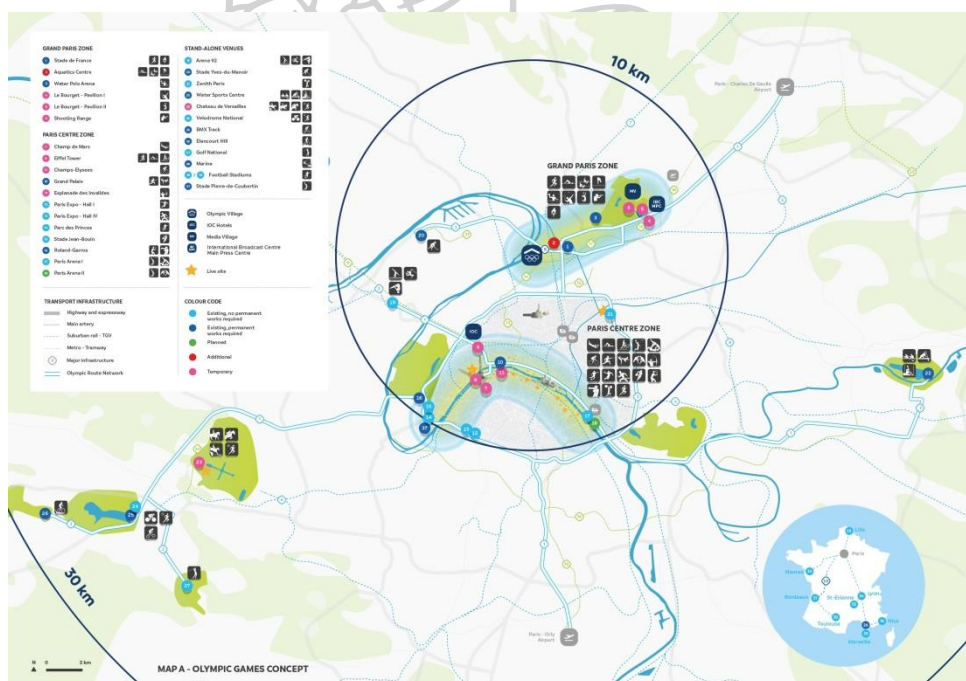 GRAND PARIS ZONE
Stade de France
Aquatics Centre
Water Polo Arena
Le Bourget - Pavilion I
Le Bourget - Pavilion II
Shooting Range
PARIS CENTRE ZONE
Champ de Mars
Eiffel Tower
Champs-Elysees
Grand Palais
Esplanade des Invalides
Paris Expo - Hall I
Paris Expo - Hall IV
Parc des Princes
Stade Jean-Bouin
Roland-Garros
Paris Arena I
Paris Arena II
TRANSPORT INFRASTRUCTURE
Highway and expressway
Main artery
Suburban rail - TGV
Metro - Tramway
Major infrastructure
Olympic Route Network
STAND-ALONE VENUES
Arena 92
Stade Yves-du-Manoir
Zenith Paris
Water Sports Centre
Chateau de Versailles
Velodrome National
BMX Track
Elancourt Hill
Golf National
Marina
Football Stadiums
Stade Pierre-de-Coubertin
Olympic Village
IOC Hotels
Media Village
International Broadcast Centre
Main Press Centre
Live site
COLOUR CODE
Existing, no permanent
works required
Existing, permanent
works required
Planned
Additional
Temporary
10 km
Paris - Charles De Gaulle
Airport
GRAND PARIS ZONE
MV
IBC
MPC
IOC
PARIS CENTRE ZONE
30 km
Paris - Orly
Airport
Lille
Paris
Nantes
Bordeaux
St-Etienne
Lyon
Toulouse
Nice
Marseille
N 0
MAP A - OLYMPIC GAMES CONCEPT